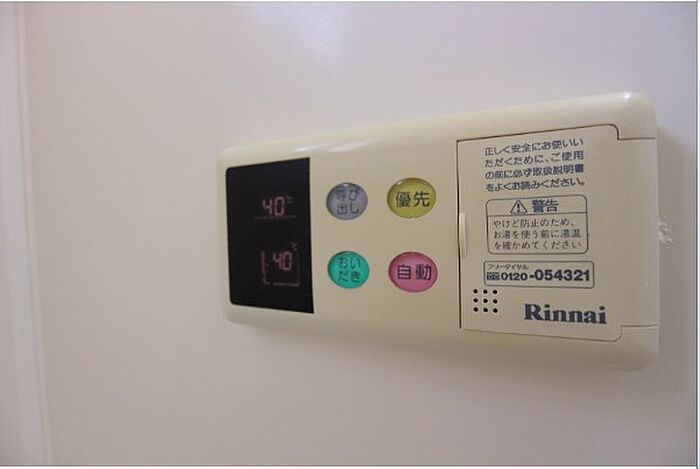 40℃
40℃
呼び
出し
優先
おい
だき
自動
正しく安全にお使いい
ただくために、ご使用
の前に必ず取扱説明書
をよくお読みください。
警告
やけど防止のため、
お湯を使う前に湯温
を確かめてください
フリーダイヤル
0120-054321
Rinnai